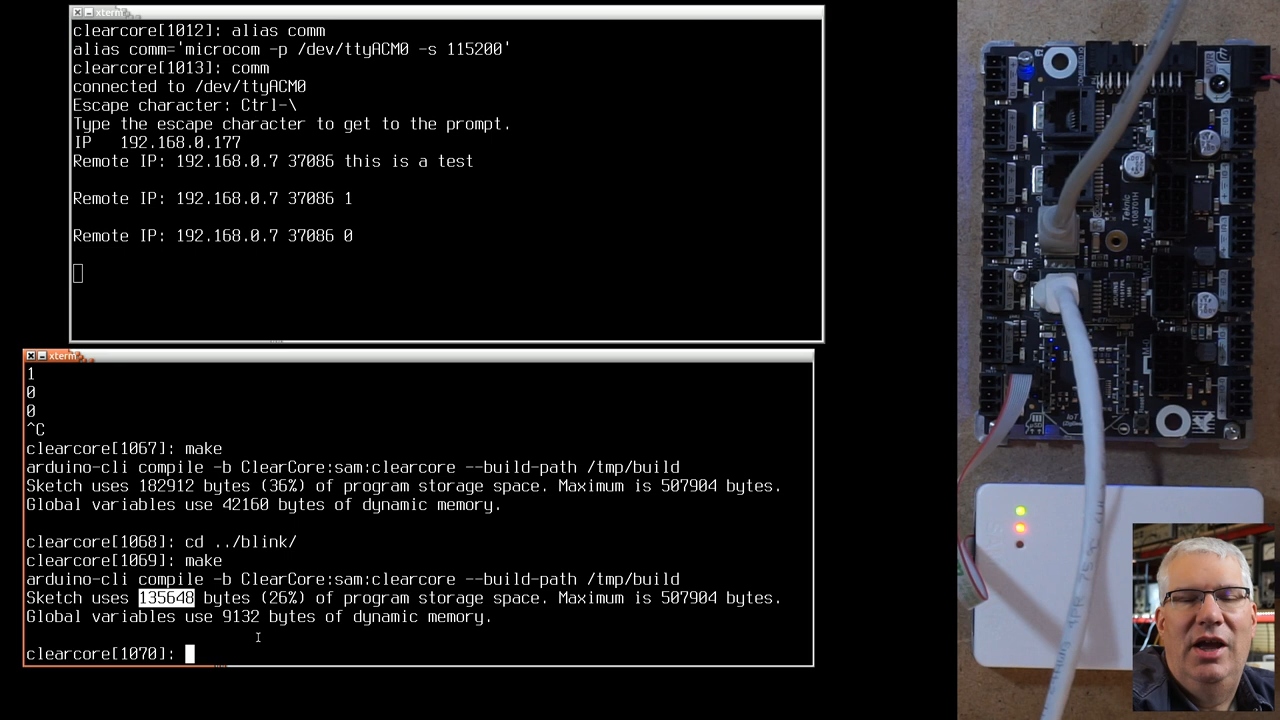 xterm
clearcore[1012]: alias comm
alias comm='microcom -p /dev/ttyACM0 -s 115200'
clearcore[1013]: comm
connected to /dev/ttyACM0
Escape character: Ctrl-\
Type the escape character to get to the prompt.
IP   192.168.0.177
Remote IP: 192.168.0.7 37086 this is a test
Remote IP: 192.168.0.7 37086 1
Remote IP: 192.168.0.7 37086 0
xterm
1
0
0
^C
clearcore[1067]: make
arduino-cli compile -b ClearCore:sam:clearcore --build-path /tmp/build
Sketch uses 182912 bytes (36%) of program storage space. Maximum is 507904 bytes.
Global variables use 42160 bytes of dynamic memory.
clearcore[1068]: cd ../blink/
clearcore[1069]: make
arduino-cli compile -b ClearCore:sam:clearcore --build-path /tmp/build
Sketch uses 135648 bytes (26%) of program storage space. Maximum is 507904 bytes.
Global variables use 9132 bytes of dynamic memory.
clearcore[1070]:
Teknic
PWR
M-2
M-0